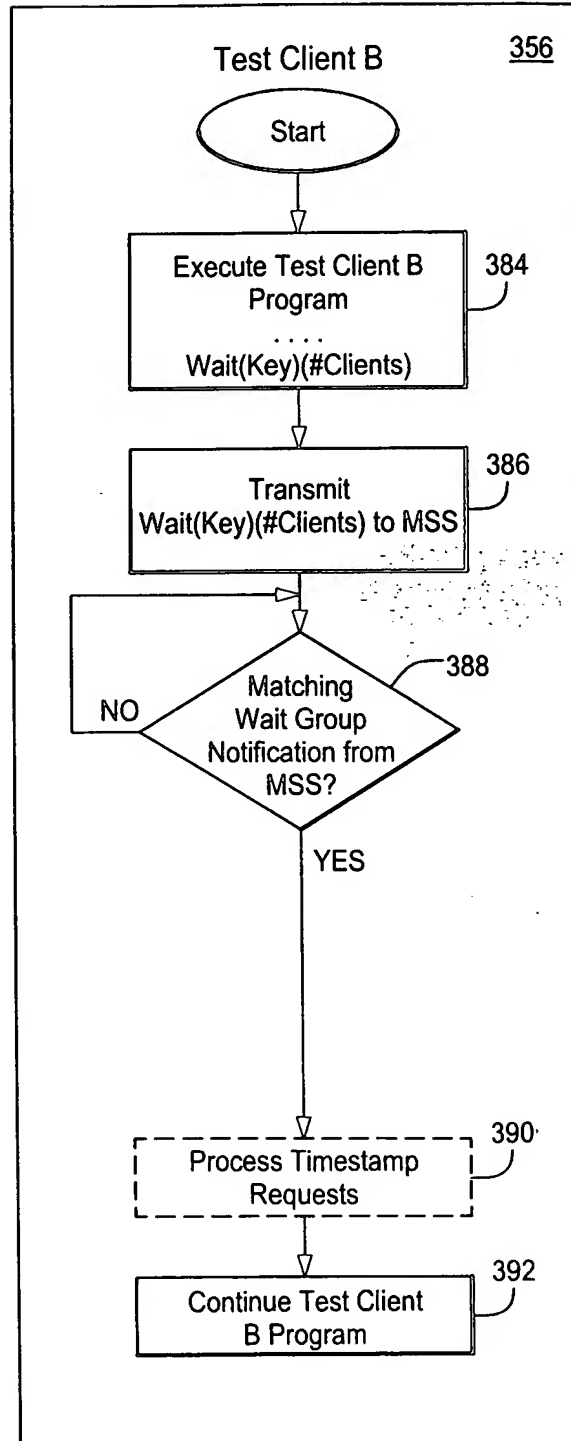 Test Client B
356
Start
Execute Test Client B
Program
. . . .
Wait(Key)(#Clients)
384
Transmit
Wait(Key)(#Clients) to MSS
386
Matching
Wait Group
Notification from
MSS?
388
NO
YES
Process Timestamp
Requests
390
Continue Test Client
B Program
392